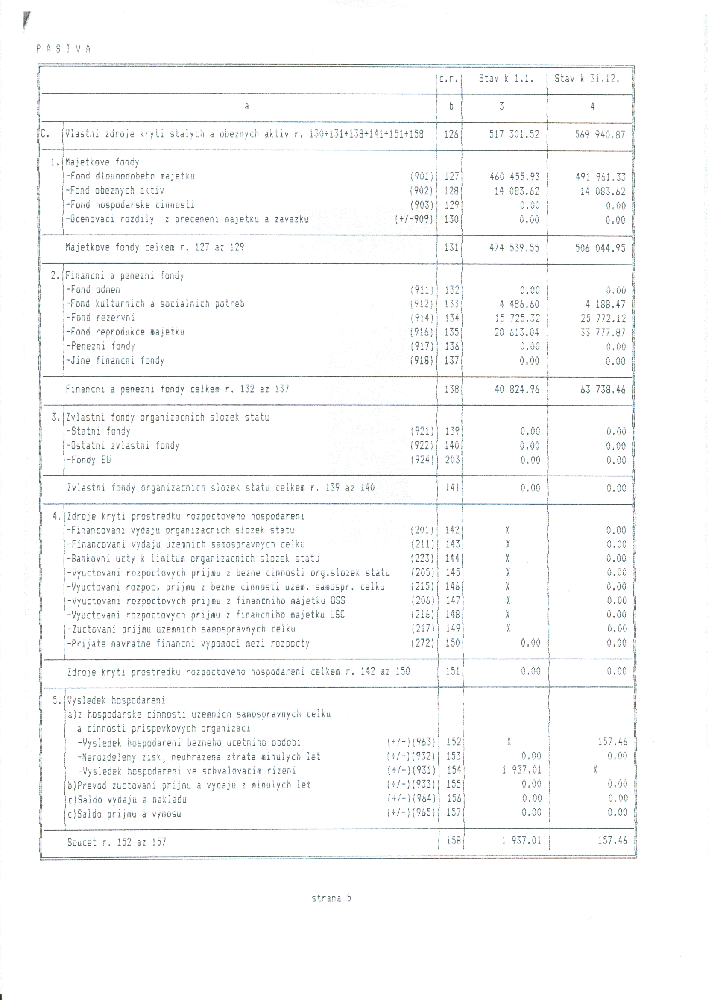 P A S I V A
c.r. Stav k 1.1. Stav k 31.12.
a b 3 4
C. Vlastni zdroje kryti stalych a obeznych aktiv r. 130+131+138+141+151+158 126 517 301.52 569 940.87
1. Majetkove fondy
-Fond dlouhodobeho majetku (901) 127 460 455.93 491 961.33
-Fond obeznych aktiv (902) 128 14 083.62 14 083.62
-Fond hospodarske cinnosti (903) 129 0.00 0.00
-Ocenovaci rozdily z preceneni majetku a zavazku (+/-909) 130 0.00 0.00
Majetkove fondy celkem r. 127 az 129 131 474 539.55 506 044.95
2. Financni a penezni fondy
-Fond odmen (911) 132 0.00 0.00
-Fond kulturnich a socialnich potreb (912) 133 4 486.60 4 188.47
-Fond rezervni (914) 134 15 725.32 25 772.12
-Fond reprodukce majetku (916) 135 20 613.04 33 777.87
-Penezni fondy (917) 136 0.00 0.00
-Jine financni fondy (918) 137 0.00 0.00
Financni a penezni fondy celkem r. 132 az 137 138 40 824.96 63 738.46
3. Zvlastni fondy organizacnich slozek statu
-Statni fondy (921) 139 0.00 0.00
-Ostatni zvlastni fondy (922) 140 0.00 0.00
-Fondy EU (924) 203 0.00 0.00
Zvlastni fondy organizacnich slozek statu celkem r. 139 az 140 141 0.00 0.00
4. Zdroje kryti prostredku rozpoctoveho hospodareni
-Financovani vydaju organizacnich slozek statu (201) 142 X 0.00
-Financovani vydaju uzemnich samospravnych celku (211) 143 X 0.00
-Bankovni ucty k limitum organizacnich slozek statu (223) 144 X 0.00
-Vyuctovani rozpoctovych prijmu z bezne cinnosti org.slozek statu (205) 145 X 0.00
-Vyuctovani rozpoc. prijmu z bezne cinnosti uzem. samospr. celku (215) 146 X 0.00
-Vyuctovani rozpoctovych prijmu z financniho majetku OSS (206) 147 X 0.00
-Vyuctovani rozpoctovych prijmu z financniho majetku USC (216) 148 X 0.00
-Zuctovani prijmu uzemnich samospravnych celku (217) 149 X 0.00
-Prijate navratne financni vypomoci mezi rozpocty (272) 150 0.00 0.00
Zdroje kryti prostredku rozpoctoveho hospodareni celkem r. 142 az 150 151 0.00 0.00
5. Vysledek hospodareni
a)z hospodarske cinnosti uzemnich samospravnych celku
a cinnosti prispevkovych organizaci
-Vysledek hospodareni bezneho ucetniho obdobi (+/-)(963) 152 X 157.46
-Nerozdeleny zisk, neuhrazena ztrata minulych let (+/-)(932) 153 0.00 0.00
-Vysledek hospodareni ve schvalovacim rizeni (+/-)(931) 154 1 937.01 X
b)Prevod zuctovani prijmu a vydaju z minulych let (+/-)(933) 155 0.00 0.00
c)Saldo vydaju a nakladu (+/-)(964) 156 0.00 0.00
c)Saldo prijmu a vynosu (+/-)(965) 157 0.00 0.00
Soucet r. 152 az 157 158 1 937.01 157.46
strana 5